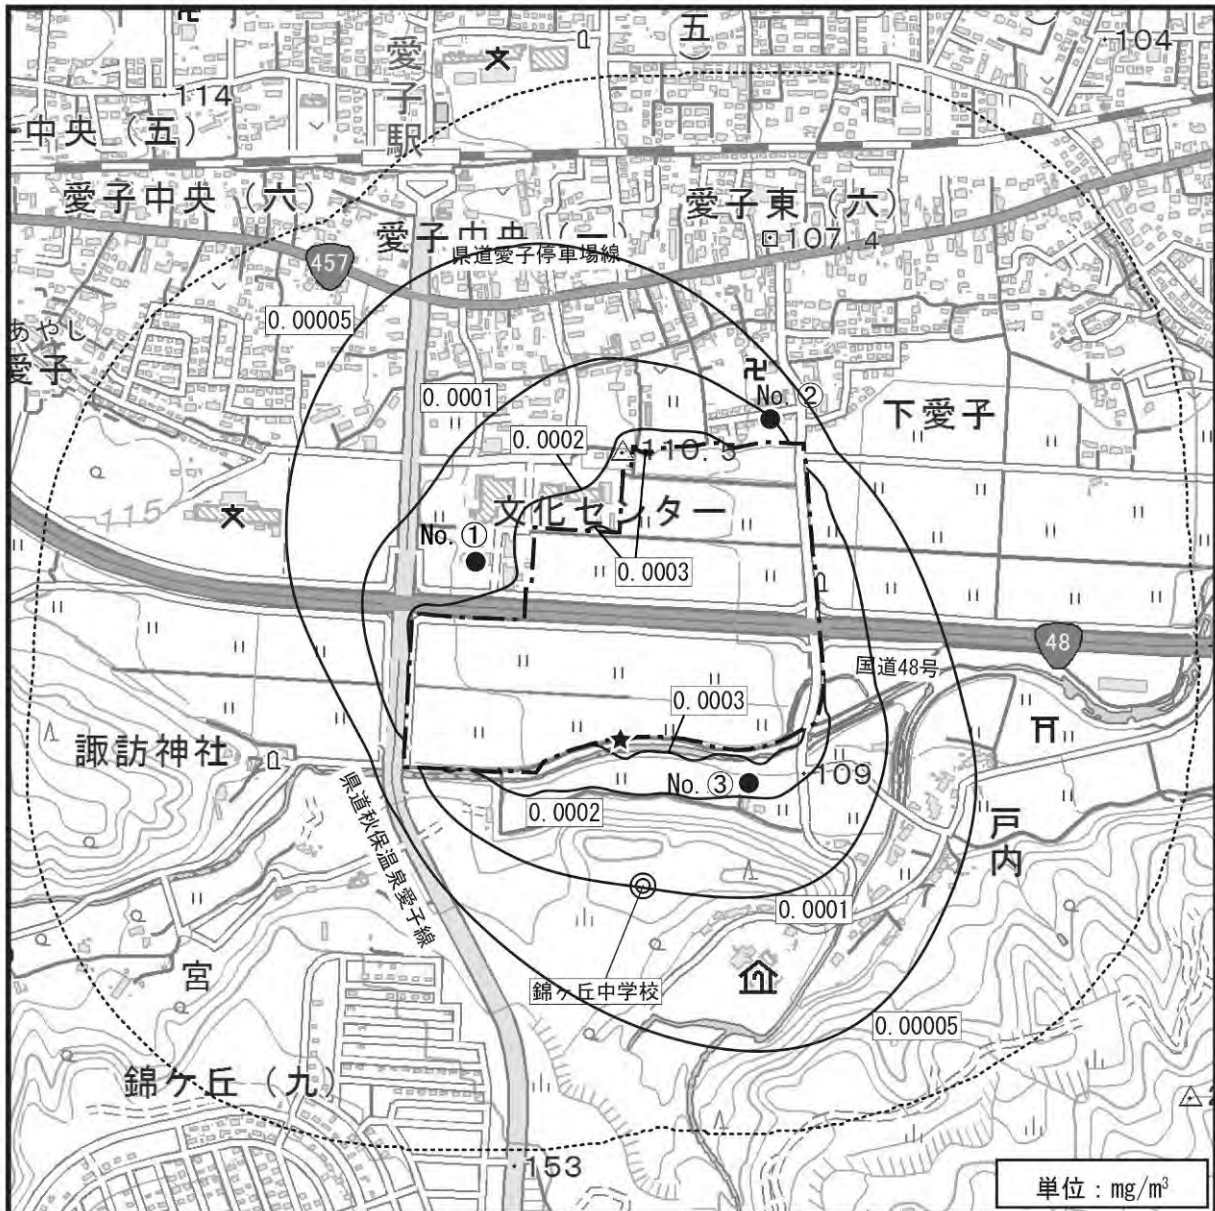 五
104
愛子駅
114
中央（五）
愛子中央（六）
愛子東（六）
愛子中央（一）
107.4
県道愛子停車場線
457
0.00005
あやし
愛子
0.0001
No. ②
下愛子
0.0002
110.5
115
文化センター
No. ①
0.0003
48
国道48号
0.0003
諏訪神社
No. ③
109
0.0002
県道秋保温泉愛子線
戸内
0.0001
宮
錦ケ丘中学校
0.00005
錦ケ丘（九）
153
単位：mg/m³